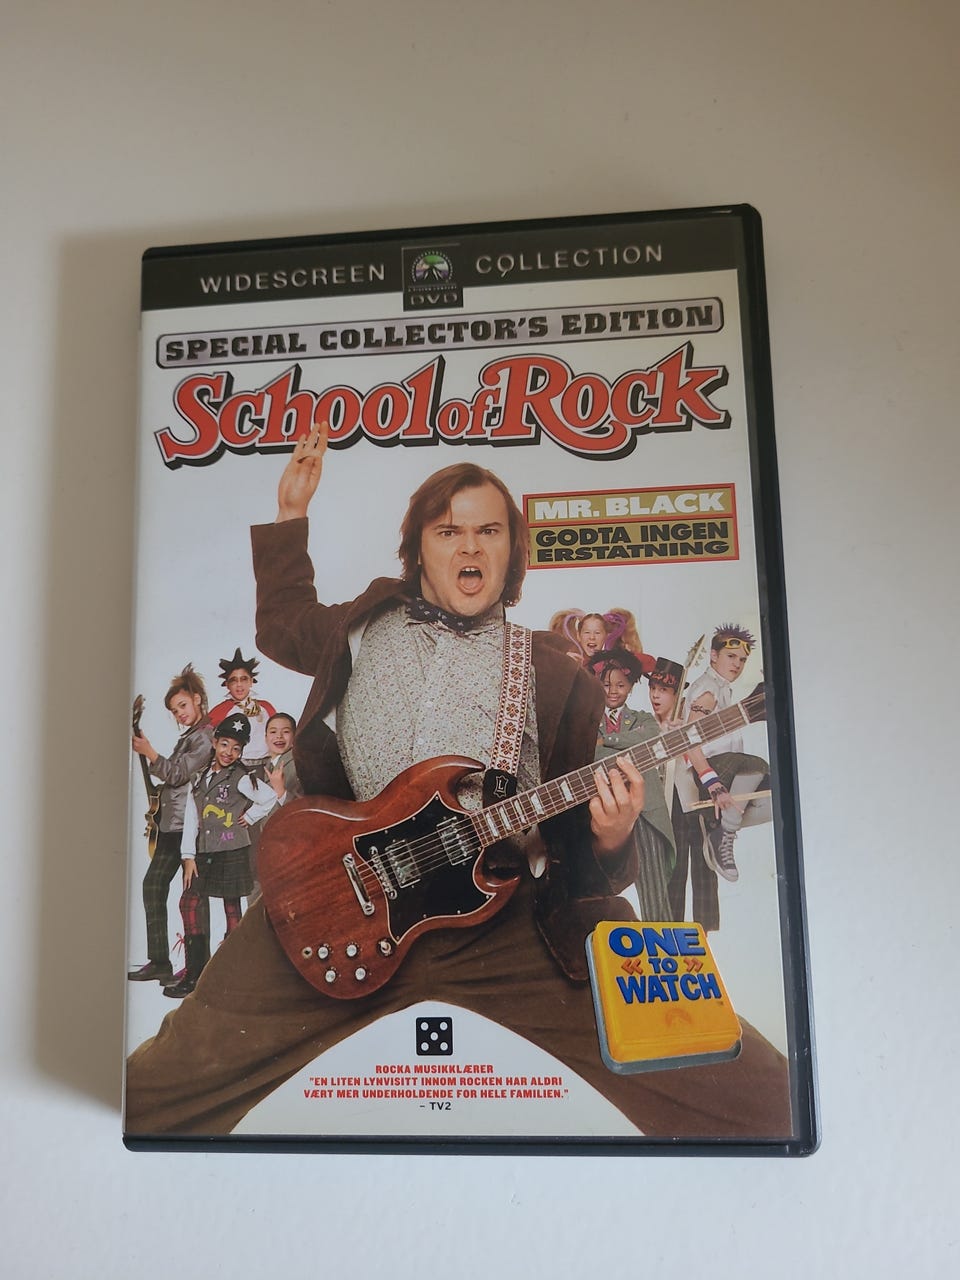 WIDESCREEN DVD COLLECTION
SPECIAL COLLECTOR'S EDITION
School of Rock
MR. BLACK
GODTA INGEN
ERSTATNING
ONE
TO
WATCH
ROCKA MUSIKKLÆRER
"EN LITEN LYNVISITT INNOM ROCKEN HAR ALDRI
VÆRT MER UNDERHOLDENDE FOR HELE FAMILIEN."
– TV2